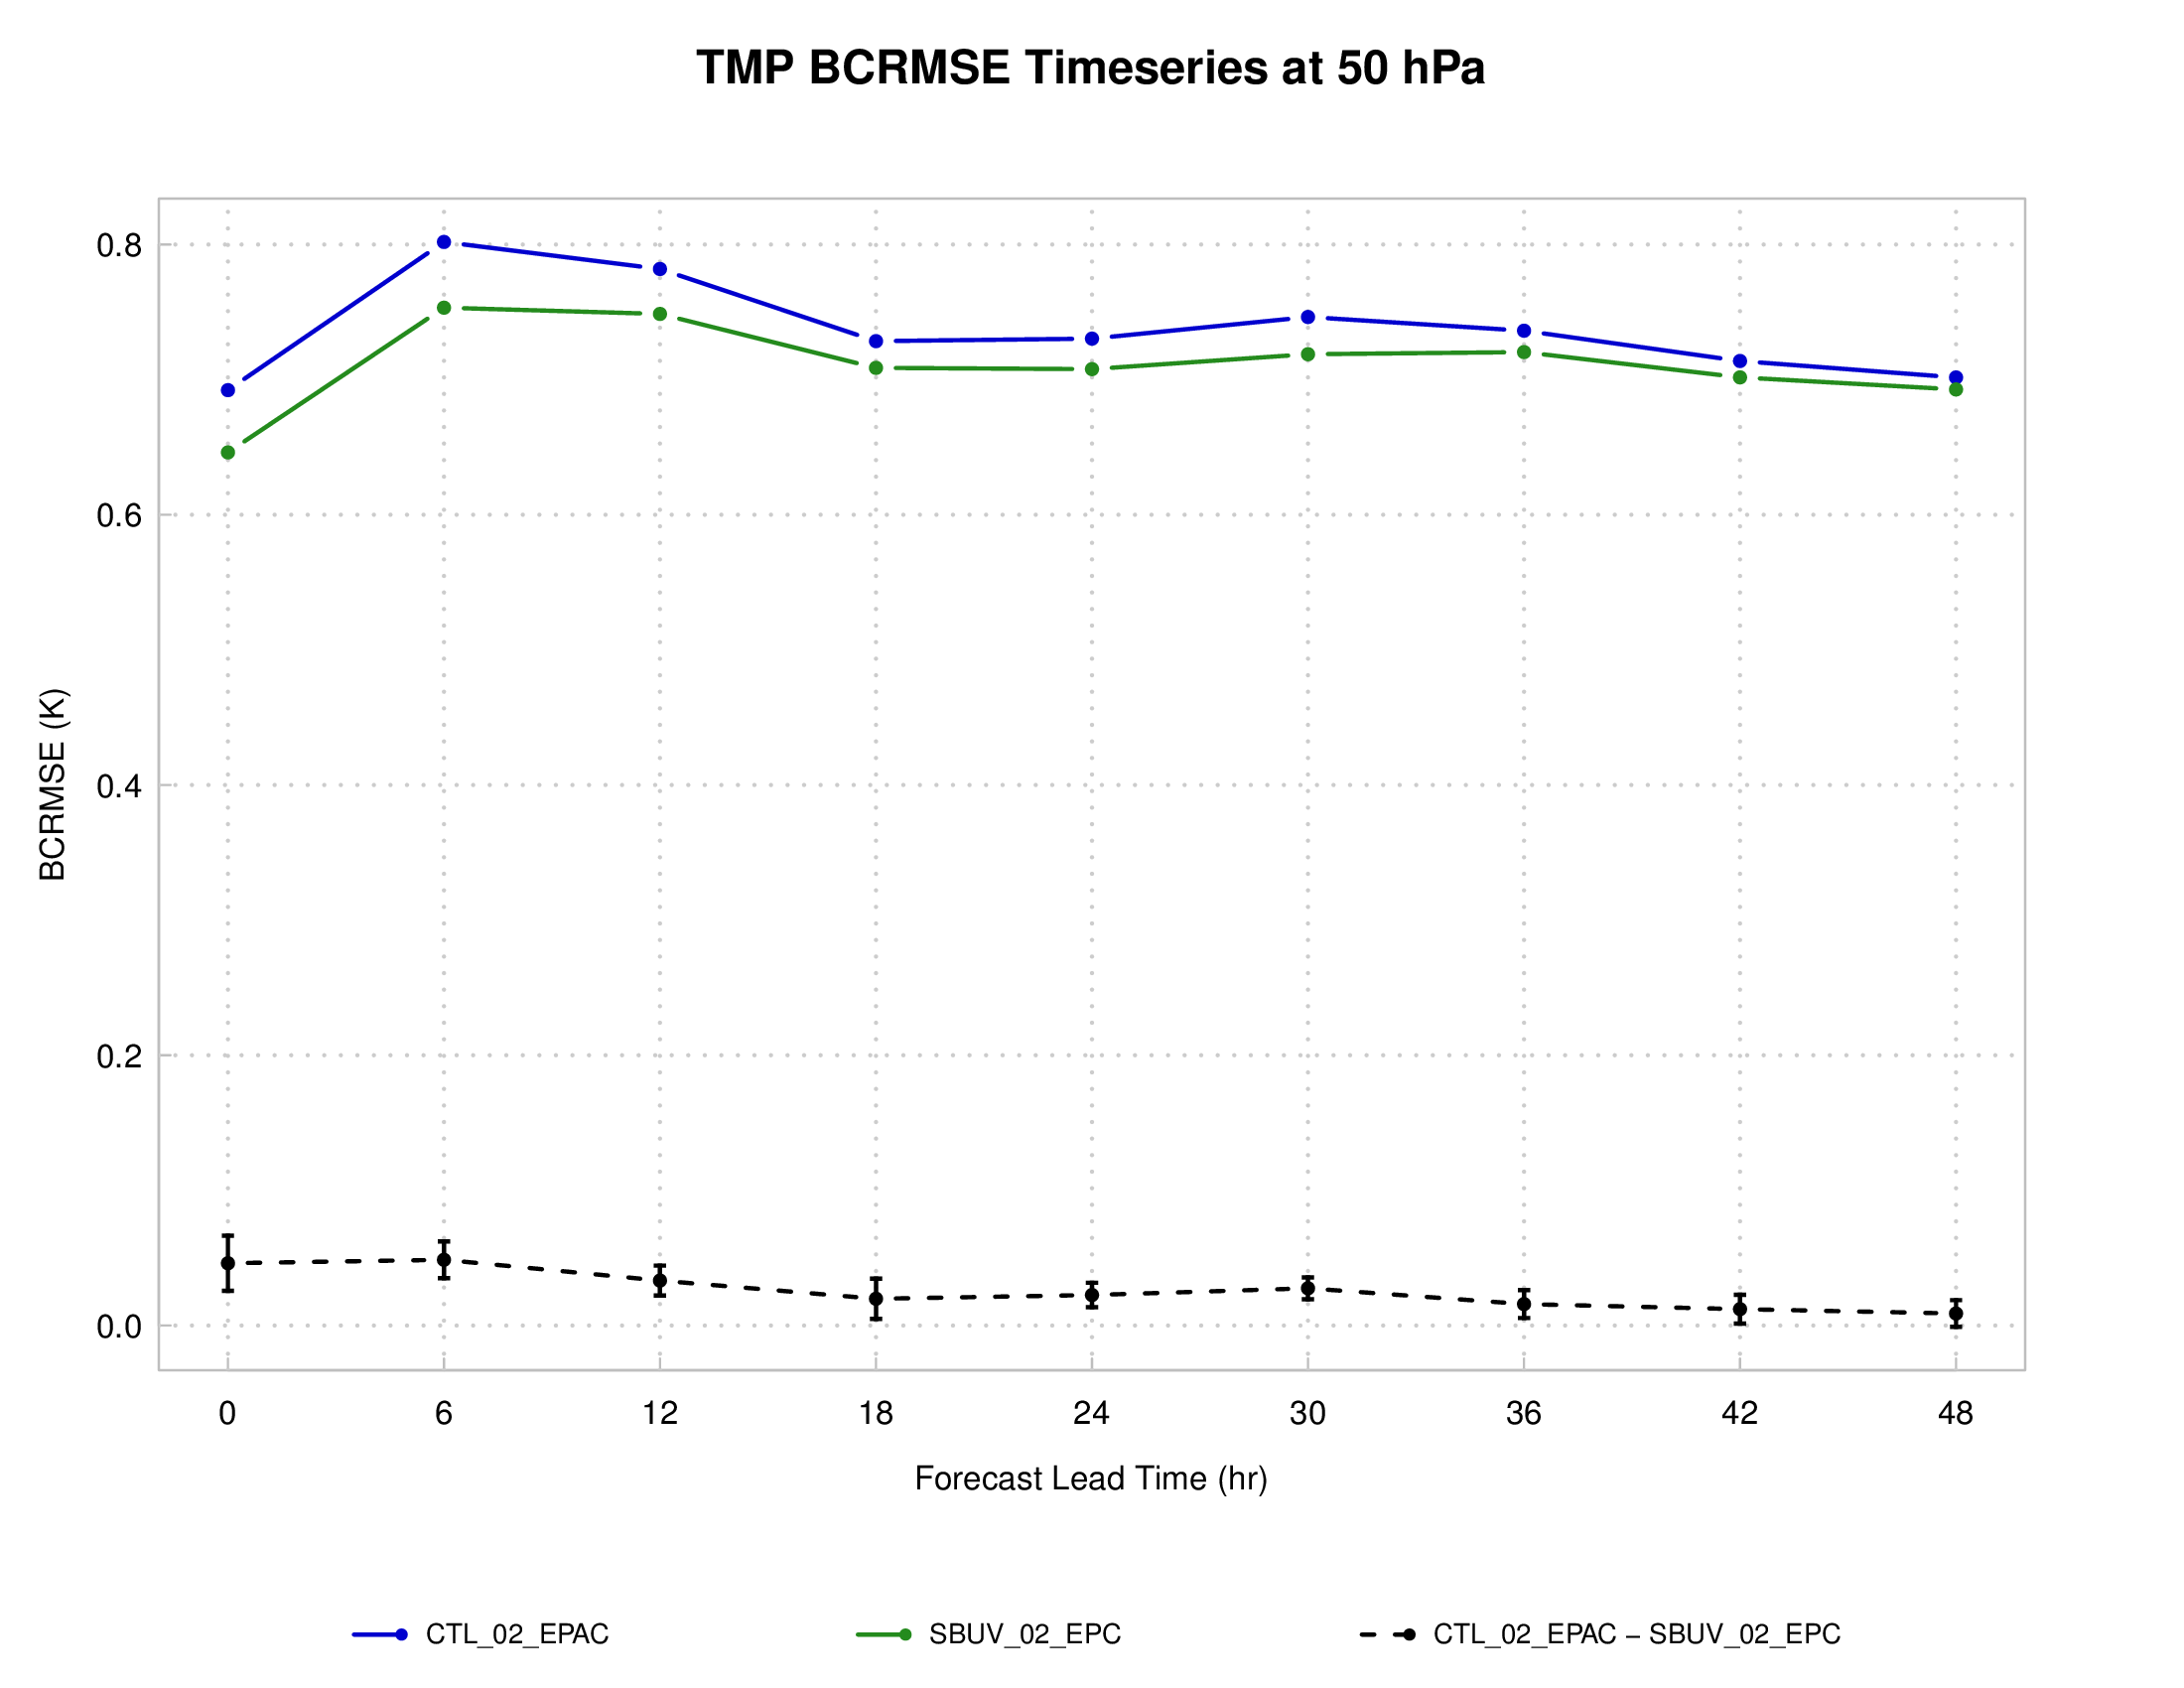 TMP BCRMSE Timeseries at 50 hPa
BCRMSE (K)
0.8
0.6
0.4
0.2
0.0
0 6 12 18 24 30 36 42 48
Forecast Lead Time (hr)
CTL_02_EPAC SBUV_02_EPC CTL_02_EPAC − SBUV_02_EPC